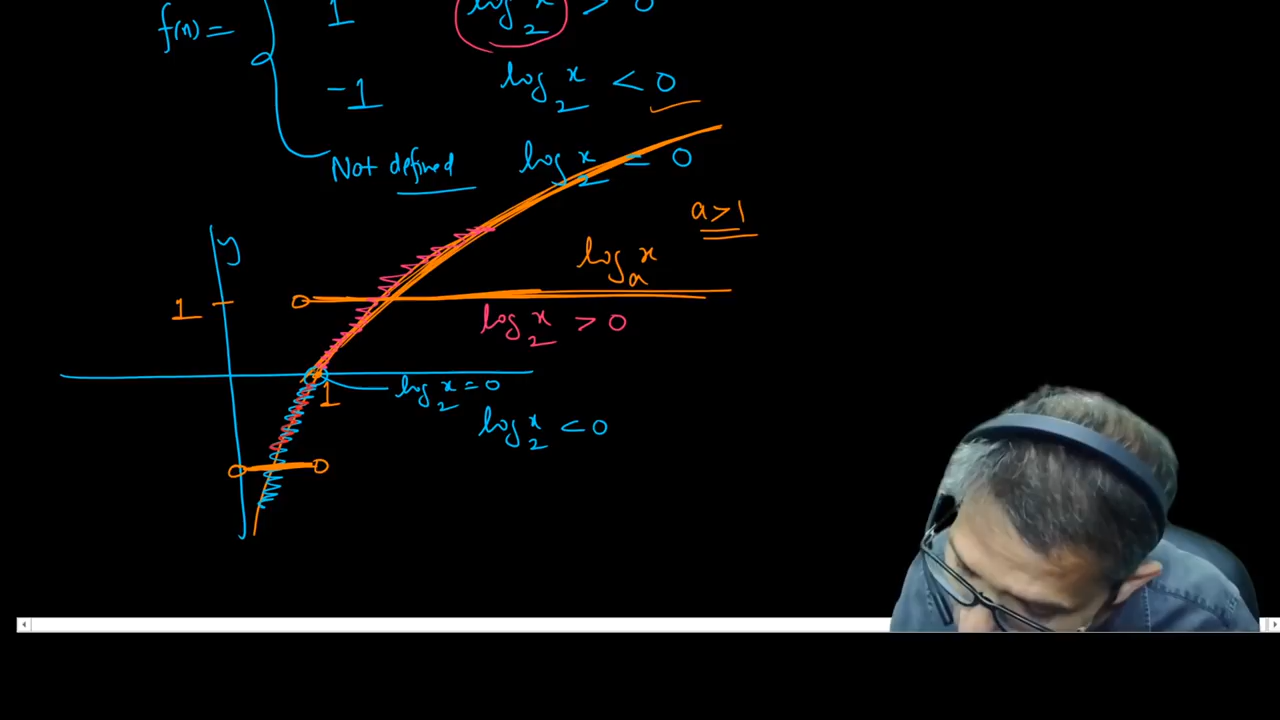 f(x) = 1 log₂ x > 0
-1 log₂ x < 0
Not defined log₂ x = 0
a > 1
y
logₐ x
1
log₂ x > 0
1 log₂ x = 0
log₂ x < 0